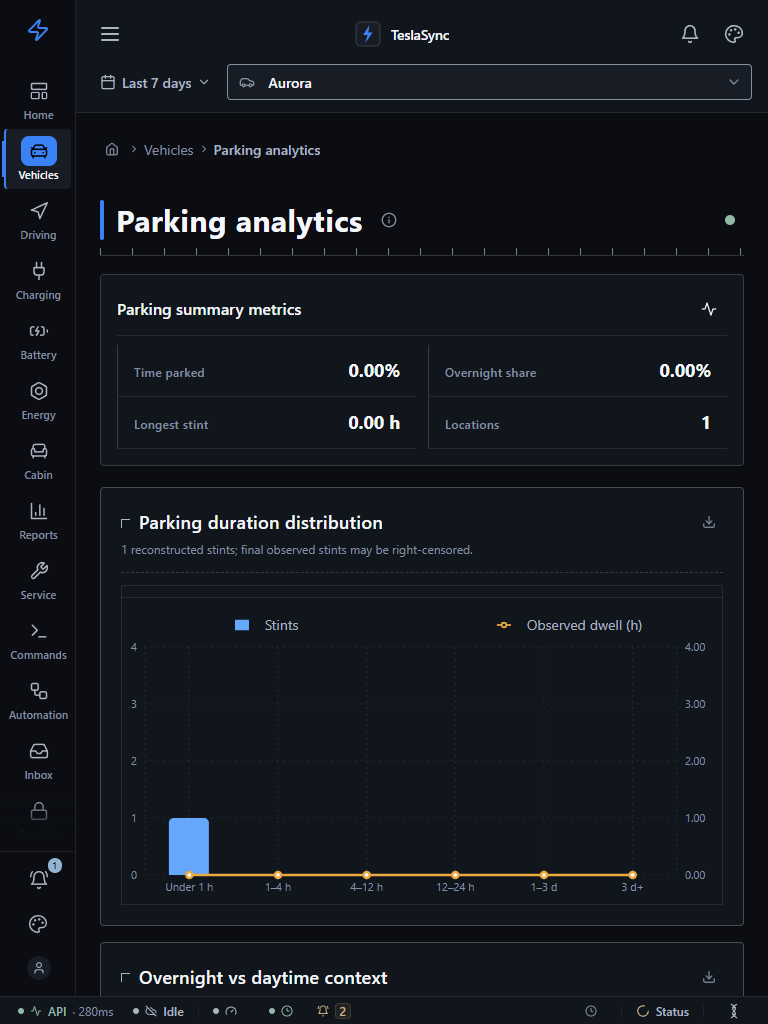 TeslaSync
Last 7 days
Aurora
Home
Vehicles
Driving
Charging
Battery
Energy
Cabin
Reports
Service
Commands
Automation
Inbox
1
Vehicles
Parking analytics
Parking analytics
Parking summary metrics
Time parked 0.00%
Overnight share 0.00%
Longest stint 0.00 h
Locations 1
Parking duration distribution
1 reconstructed stints; final observed stints may be right-censored.
Stints Observed dwell (h)
4 4.00
3 3.00
2 2.00
1 1.00
0 0.00
Under 1 h 1–4 h 4–12 h 12–24 h 1–3 d 3 d+
Overnight vs daytime context
API · 280ms Idle 2 Status